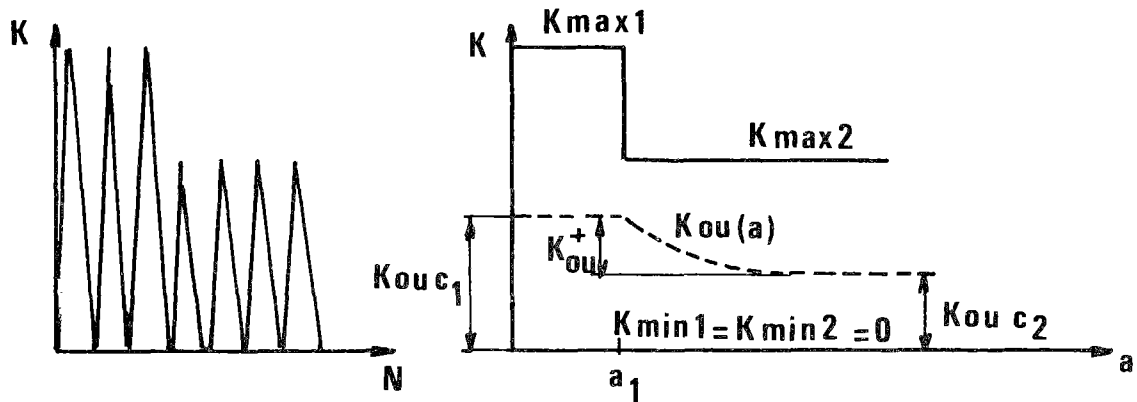 K
N
K
Kmax1
Kmax2
Kou(a)
K⁺ou
Kouc₁
Kmin1=Kmin2=0
Kouc₂
a₁
a